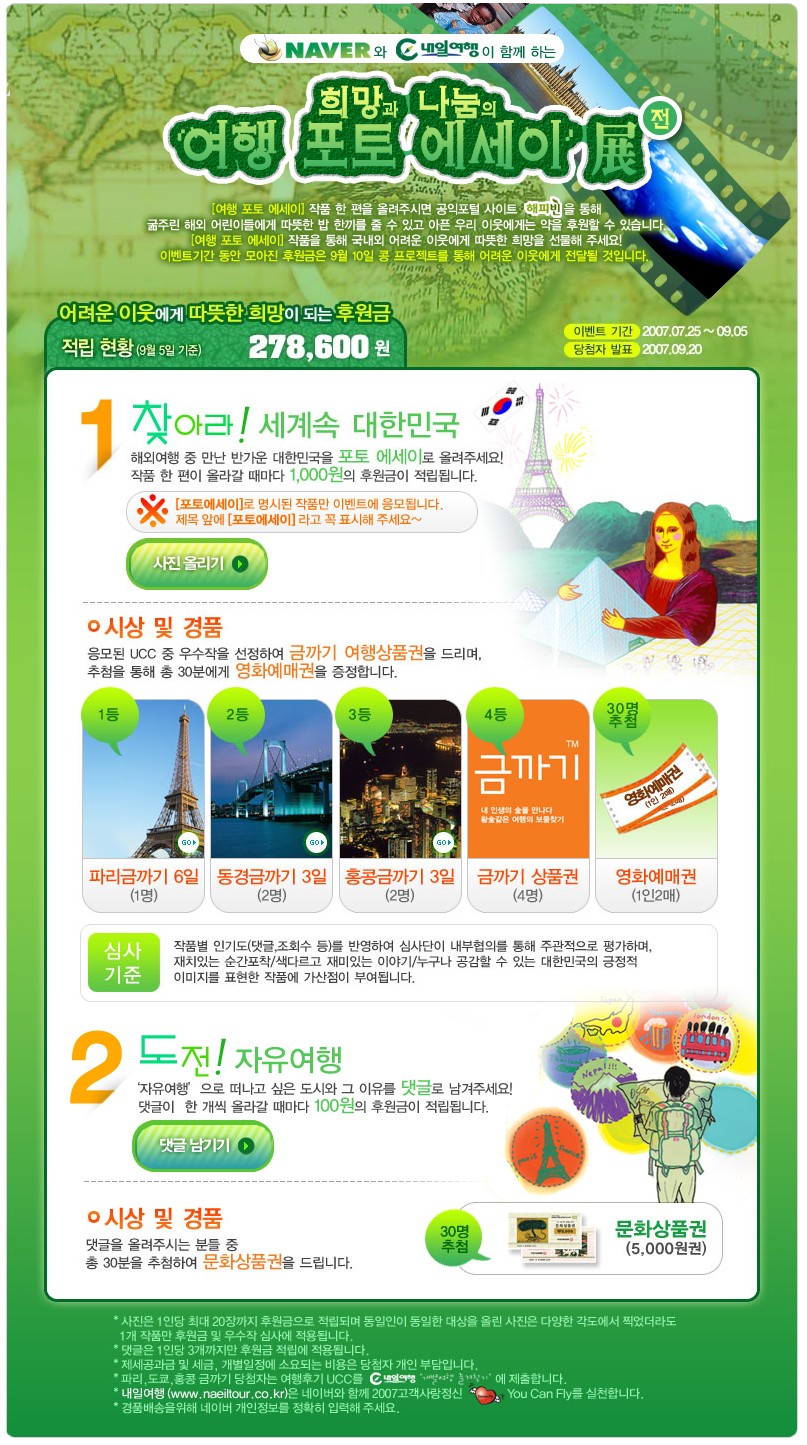 NALIS
NAVER와 내일여행이 함께 하는
희망과 나눔의
여행 포토 에세이 展 전
[여행 포토 에세이] 작품 한 편을 올려주시면 공익포털 사이트 해피빈을 통해
굶주린 해외 어린이들에게 따뜻한 밥 한끼를 줄 수 있고 아픈 우리 이웃에게는 약을 후원할 수 있습니다.
[여행 포토 에세이] 작품을 통해 국내외 어려운 이웃에게 따뜻한 희망을 선물해 주세요!
이벤트기간 동안 모아진 후원금은 9월 10일 콩 프로젝트를 통해 어려운 이웃에게 전달될 것입니다.
어려운 이웃에게 따뜻한 희망이 되는 후원금
적립 현황 (9월 5일 기준) 278,600 원
이벤트 기간 2007.07.25 ~ 09.05
당첨자 발표 2007.09.20
1 찾아라! 세계속 대한민국
해외여행 중 만난 반가운 대한민국을 포토 에세이로 올려주세요!
작품 한 편이 올라갈 때마다 1,000원의 후원금이 적립됩니다.
[포토에세이]로 명시된 작품만 이벤트에 응모됩니다.
제목 앞에 [포토에세이] 라고 꼭 표시해 주세요~
사진 올리기
시상 및 경품
응모된 UCC 중 우수작을 선정하여 금까기 여행상품권을 드리며,
추첨을 통해 총 30분에게 영화예매권을 증정합니다.
1등
2등
3등
4등
30명
추첨
금까기 TM
내 인생의 숲을 만나다
황숲같은 여행의 보물찾기
영화예매권
(1인 2매)
GO
GO
GO
파리금까기 6일
(1명)
동경금까기 3일
(2명)
홍콩금까기 3일
(2명)
금까기 상품권
(4명)
영화예매권
(1인2매)
심사
기준
작품별 인기도(댓글,조회수 등)를 반영하여 심사단이 내부협의를 통해 주관적으로 평가하며,
재치있는 순간포착/색다르고 재미있는 이야기/누구나 공감할 수 있는 대한민국의 긍정적
이미지를 표현한 작품에 가산점이 부여됩니다.
2 도전! 자유여행
‘자유여행’으로 떠나고 싶은 도시와 그 이유를 댓글로 남겨주세요!
댓글이 한 개씩 올라갈 때마다 100원의 후원금이 적립됩니다.
댓글 남기기
Japan
london!!
Nepal!!!
paris France
시상 및 경품
댓글을 올려주시는 분들 중
총 30분을 추첨하여 문화상품권을 드립니다.
30명
추첨
문화상품권
(5,000원권)
* 사진은 1인당 최대 20장까지 후원금으로 적립되며 동일인이 동일한 대상을 올린 사진은 다양한 각도에서 찍었더라도
1개 작품만 후원금 및 우수작 심사에 적용됩니다.
* 댓글은 1인당 3개까지만 후원금 적립에 적용됩니다.
* 제세공과금 및 세금, 개별일정에 소요되는 비용은 당첨자 개인 부담입니다.
* 파리,도쿄,홍콩 금까기 당첨자는 여행후기 UCC를 내일여행 "개별여행 즐겨찾기" 에 제출합니다.
* 내일여행 (www.naeiltour.co.kr)은 네이버와 함께 2007고객사랑정신 You Can Fly를 실천합니다.
* 경품배송을위해 네이버 개인정보를 정확히 입력해 주세요.